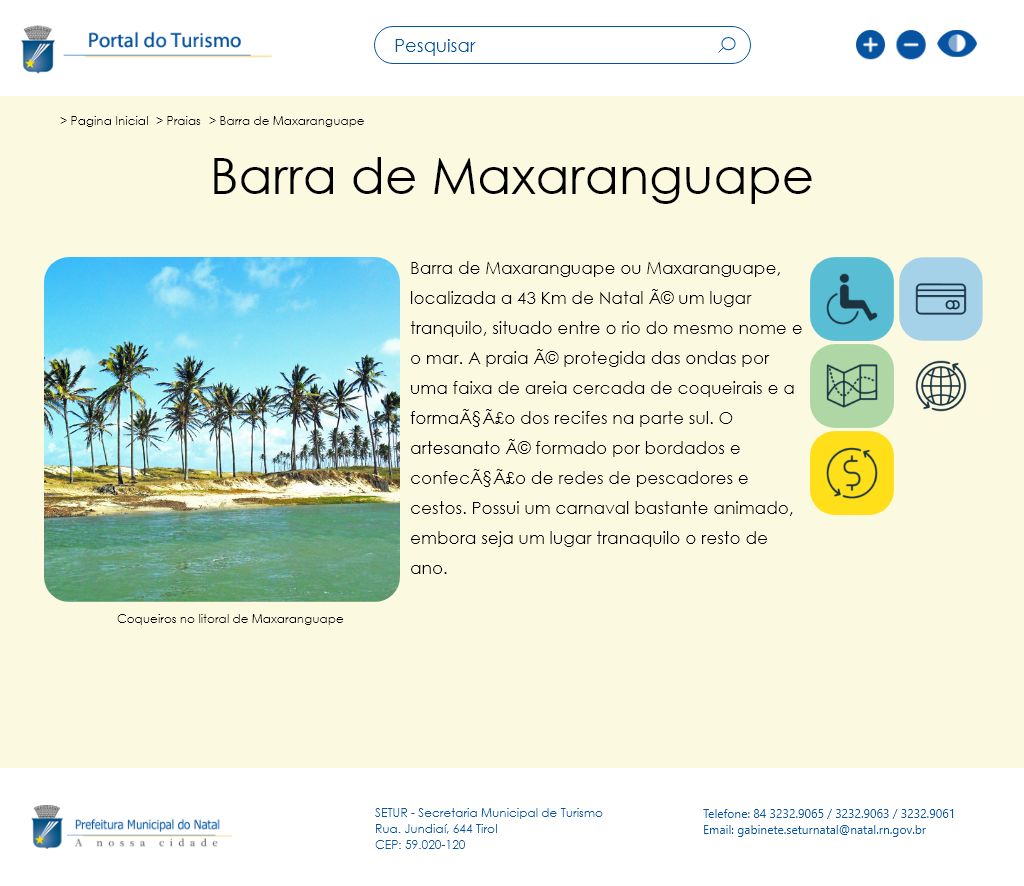 Portal do Turismo
Pesquisar
> Pagina Inicial > Praias > Barra de Maxaranguape
Barra de Maxaranguape
Barra de Maxaranguape ou Maxaranguape,
localizada a 43 Km de Natal Ã© um lugar
tranquilo, situado entre o rio do mesmo nome e
o mar. A praia Ã© protegida das ondas por
uma faixa de areia cercada de coqueirais e a
formaÃ§Ã£o dos recifes na parte sul. O
artesanato Ã© formado por bordados e
confecÃ§Ã£o de redes de pescadores e
cestos. Possui um carnaval bastante animado,
embora seja um lugar tranaquilo o resto de
ano.
Coqueiros no litoral de Maxaranguape
Prefeitura Municipal do Natal
A nossa cidade
SETUR - Secretaria Municipal de Turismo
Rua. Jundiaí, 644 Tirol
CEP: 59.020-120
Telefone: 84 3232.9065 / 3232.9063 / 3232.9061
Email: gabinete.seturnatal@natal.rn.gov.br